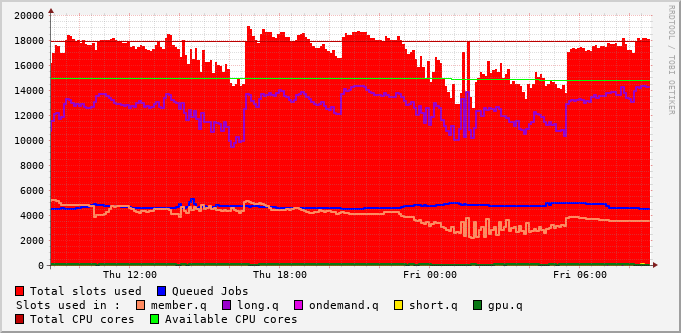 RRDTOOL / TOBI OETIKER
20000
18000
16000
14000
12000
10000
8000
6000
4000
2000
0
Thu 12:00 Thu 18:00 Fri 00:00 Fri 06:00
Total slots used Queued Jobs
Slots used in : member.q long.q ondemand.q short.q gpu.q
Total CPU cores Available CPU cores